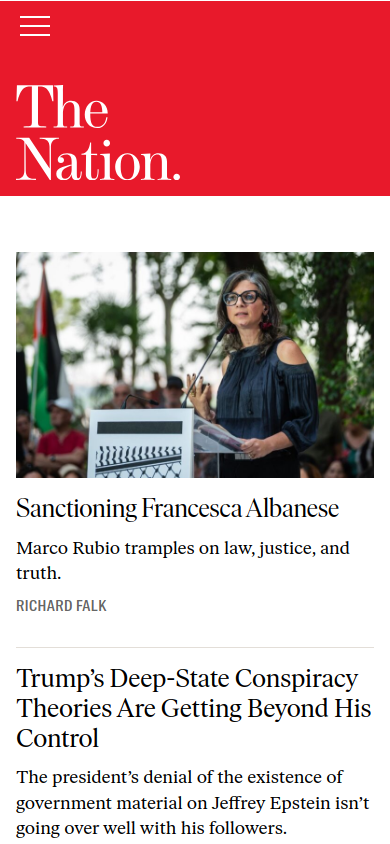 The
Nation.
Sanctioning Francesca Albanese
Marco Rubio tramples on law, justice, and
truth.
RICHARD FALK
Trump’s Deep-State Conspiracy
Theories Are Getting Beyond His
Control
The president’s denial of the existence of
government material on Jeffrey Epstein isn’t
going over well with his followers.